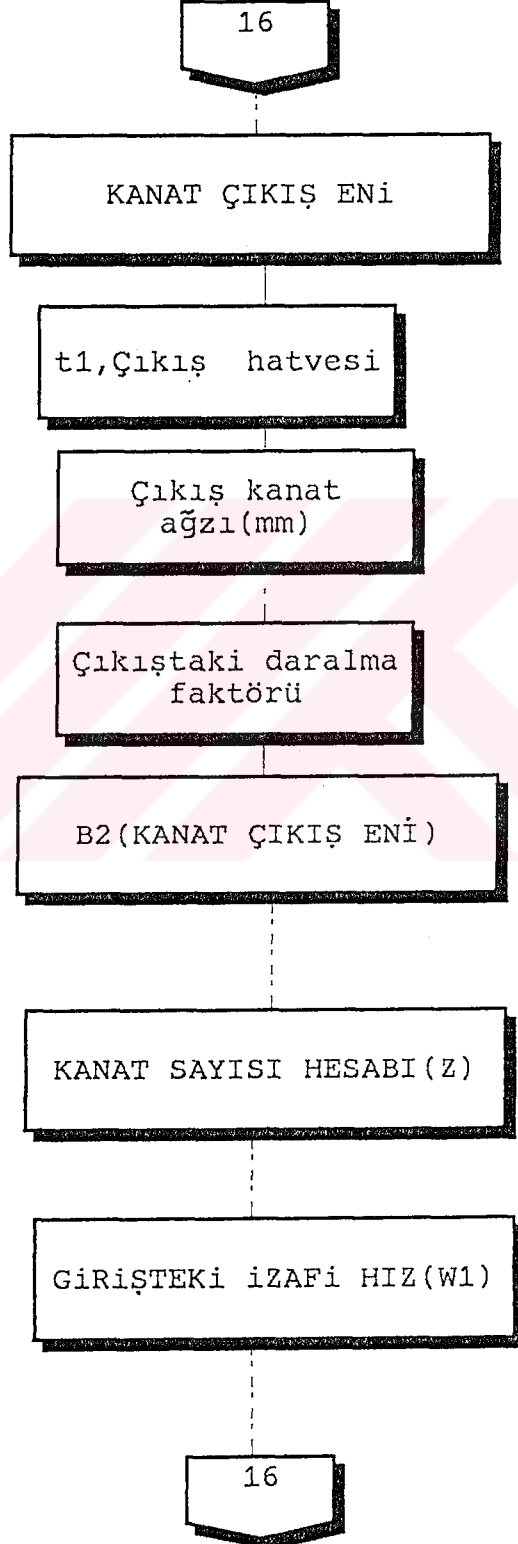 16
KANAT ÇIKIŞ ENi
t1,Çıkış hatvesi
Çıkış kanat
ağzı(mm)
Çıkıştaki daralma
faktörü
B2(KANAT ÇIKIŞ ENİ)
KANAT SAYISI HESABI(Z)
GiRiŞTEKi iZAFi HIZ(W1)
16